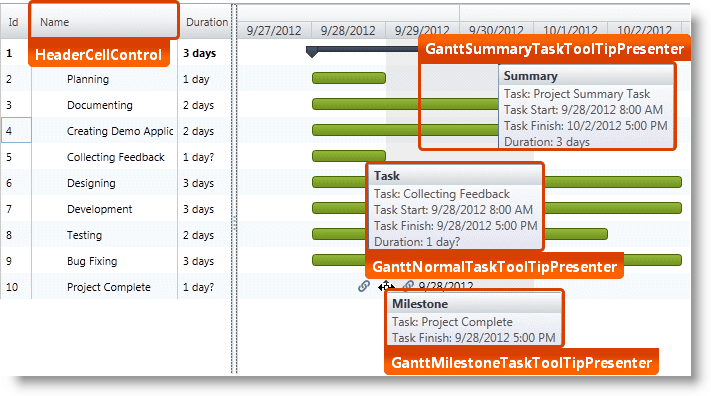 Id Name Duration 9/27/2012 9/28/2012 9/29/2012 9/30/2012 10/1/2012 10/2/2012
HeaderCellControl
1 3 days
GanttSummaryTaskToolTipPresenter
2 Planning 1 day
Summary
Task: Project Summary Task
Task Start: 9/28/2012 8:00 AM
Task Finish: 10/2/2012 5:00 PM
Duration: 3 days
3 Documenting 2 days
4 Creating Demo Applic 2 days
5 Collecting Feedback 1 day?
6 Designing 3 days
Task
Task: Collecting Feedback
Task Start: 9/28/2012 8:00 AM
Task Finish: 9/28/2012 5:00 PM
Duration: 1 day?
7 Development 3 days
8 Testing 2 days
9 Bug Fixing 3 days
GanttNormalTaskToolTipPresenter
10 Project Complete 1 day? 9/28/2012
Milestone
Task: Project Complete
Task Finish: 9/28/2012 5:00 PM
GanttMilestoneTaskToolTipPresenter